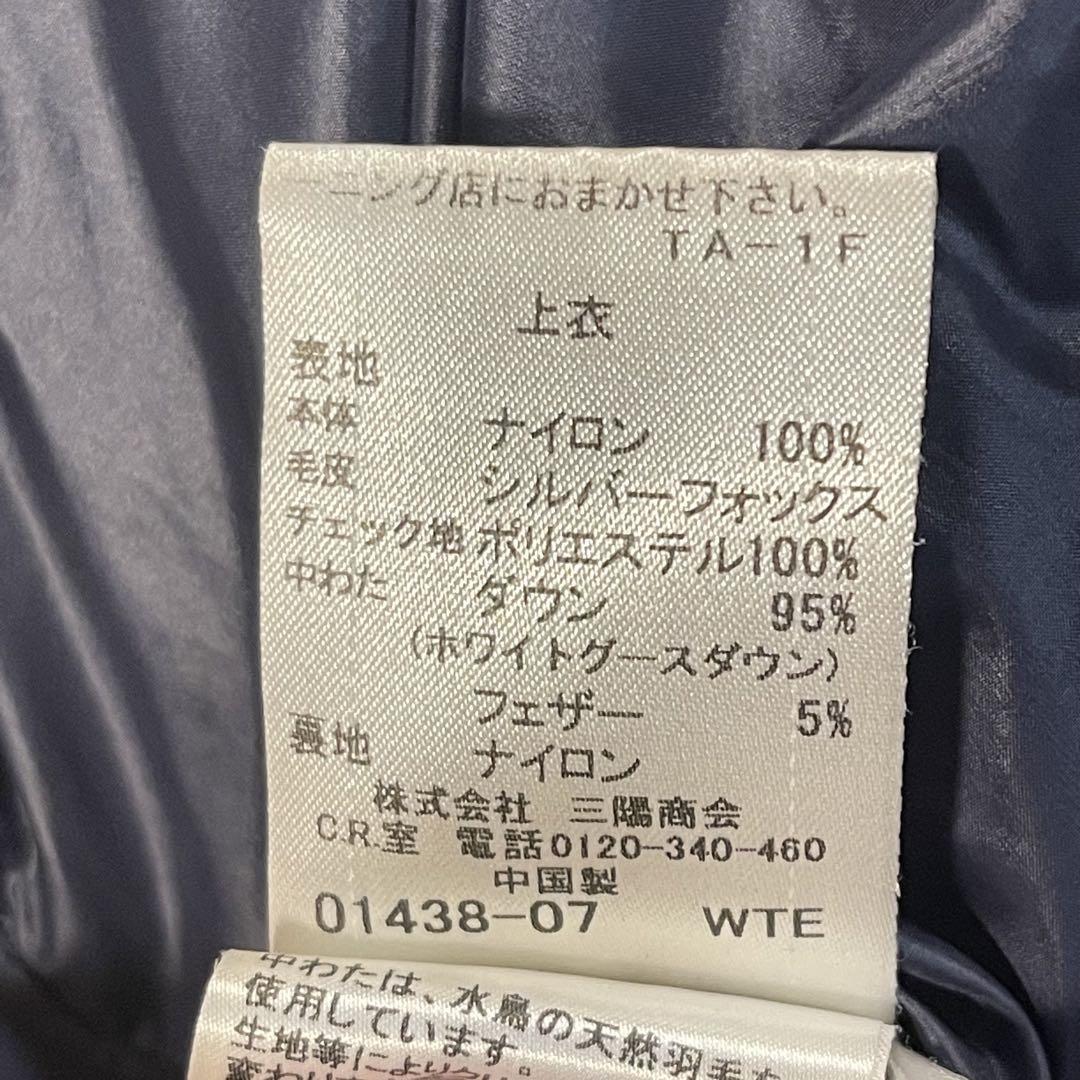 ーニング店におまかせ下さい。
TA-1F
上衣
表地
本体 ナイロン 100%
毛皮 シルバーフォックス
チェック地 ポリエステル100%
中わた ダウン 95%
(ホワイトグースダウン)
フェザー 5%
裏地 ナイロン
株式会社 三陽商会
C.R.室 電話0120-340-460
中国製
01438-07 WTE
中わたは、水鳥の天然羽毛を
使用しています。
生地等により
変わり